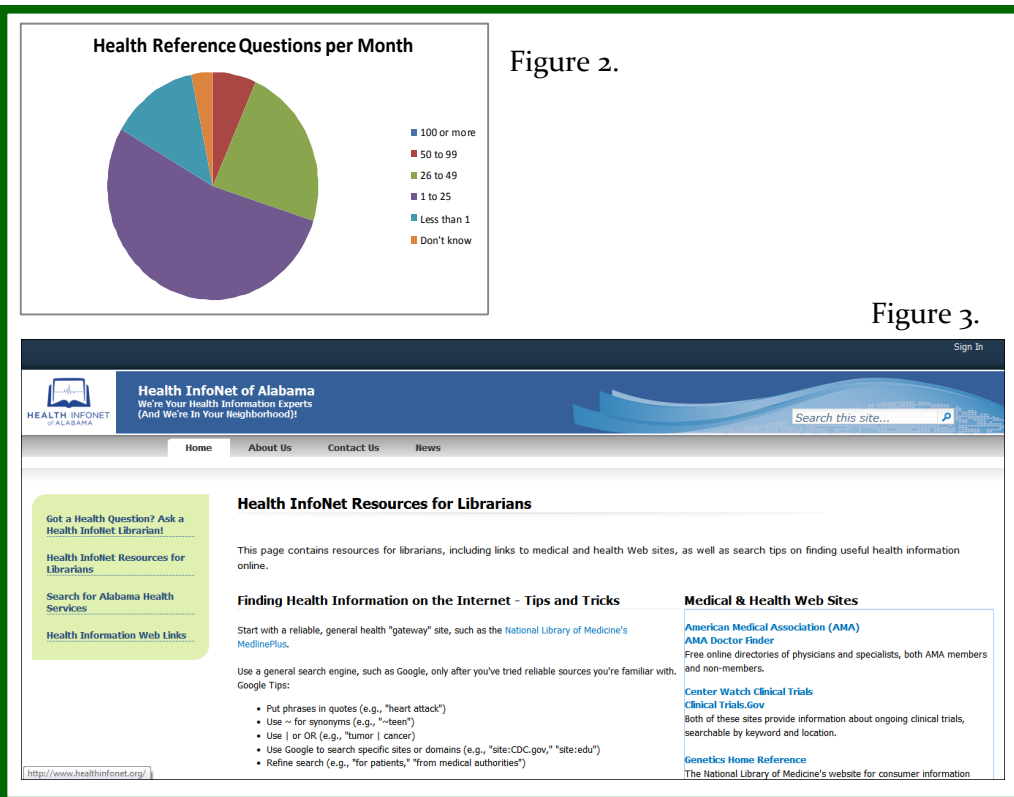 Health Reference Questions per Month
100 or more
50 to 99
26 to 49
1 to 25
Less than 1
Don't know
Figure 2.
Figure 3.
Sign In
HEALTH INFONET
of ALABAMA
Health InfoNet of Alabama
We're Your Health Information Experts
(And We're In Your Neighborhood)!
Search this site...
Home
About Us
Contact Us
News
Got a Health Question? Ask a
Health InfoNet Librarian!
Health InfoNet Resources for
Librarians
Search for Alabama Health
Services
Health Information Web Links
Health InfoNet Resources for Librarians
This page contains resources for librarians, including links to medical and health Web sites, as well as search tips on finding useful health information
online.
Finding Health Information on the Internet - Tips and Tricks
Start with a reliable, general health "gateway" site, such as the National Library of Medicine's
MedlinePlus.
Use a general search engine, such as Google, only after you've tried reliable sources you're familiar with.
Google Tips:
• Put phrases in quotes (e.g., "heart attack")
• Use ~ for synonyms (e.g., "~teen")
• Use | or OR (e.g., "tumor | cancer)
• Use Google to search specific sites or domains (e.g., "site:CDC.gov," "site:edu")
• Refine search (e.g., "for patients," "from medical authorities")
Medical & Health Web Sites
American Medical Association (AMA)
AMA Doctor Finder
Free online directories of physicians and specialists, both AMA members
and non-members.
Center Watch Clinical Trials
Clinical Trials.Gov
Both of these sites provide information about ongoing clinical trials,
searchable by keyword and location.
Genetics Home Reference
The National Library of Medicine's website for consumer information
http://www.healthinfonet.org/